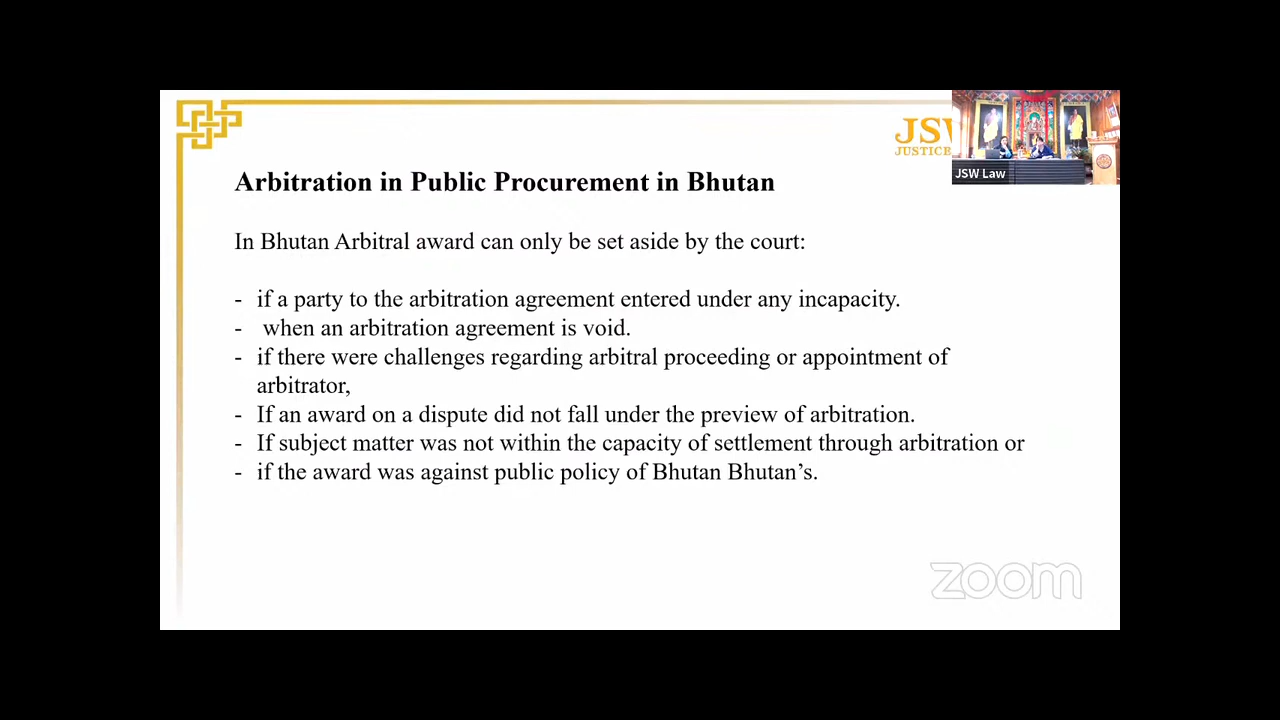 JSW
JUSTICE
JSW Law
Arbitration in Public Procurement in Bhutan
In Bhutan Arbitral award can only be set aside by the court:
- if a party to the arbitration agreement entered under any incapacity.
- when an arbitration agreement is void.
- if there were challenges regarding arbitral proceeding or appointment of
arbitrator,
- If an award on a dispute did not fall under the preview of arbitration.
- If subject matter was not within the capacity of settlement through arbitration or
- if the award was against public policy of Bhutan Bhutan’s.
zoom